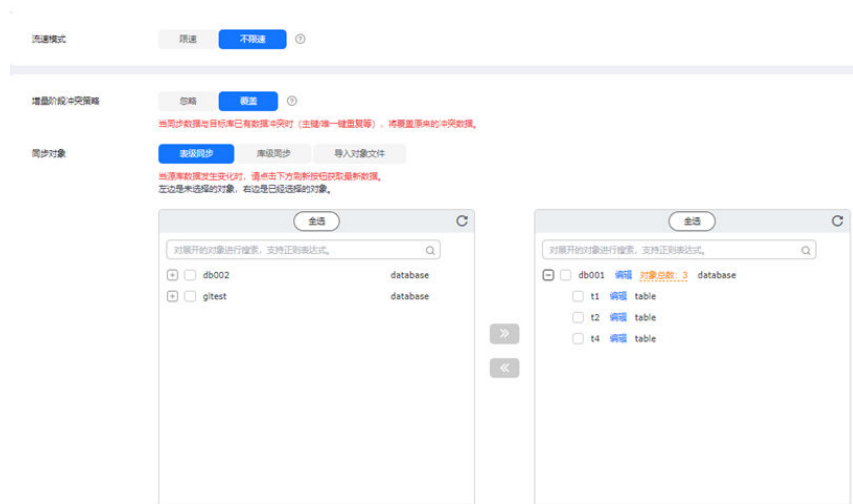 流速模式 限速 不限速
增量阶段冲突策略 忽略 覆盖
当同步数据与目标库已有数据冲突时（主键/唯一键重复等），将覆盖原来的冲突数据。
同步对象 表级同步 库级同步 导入对象文件
当源库数据发生变化时，请点击下方刷新按钮获取最新数据。
左边是未选择的对象，右边是已经选择的对象。
全选
对展开的对象进行搜索，支持正则表达式。
db002 database
gltest database
全选
对展开的对象进行搜索，支持正则表达式。
db001 编辑 对象总数：3 database
t1 编辑 table
t2 编辑 table
t4 编辑 table